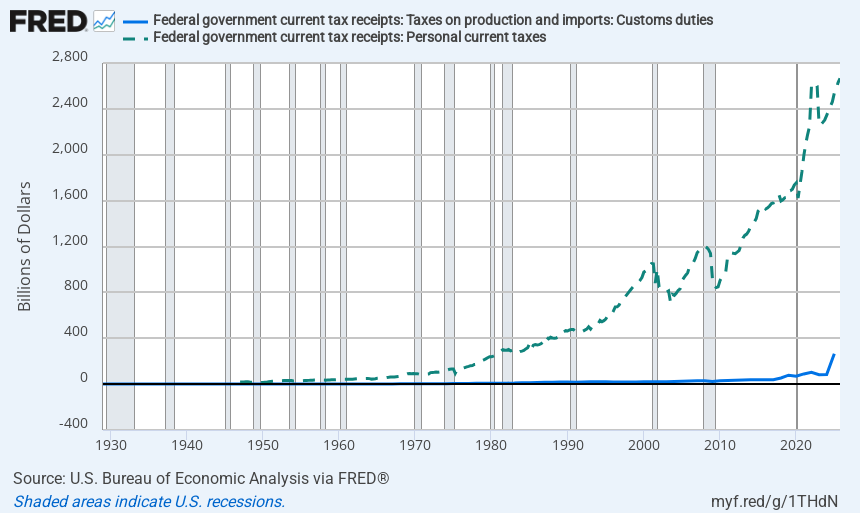 FRED
Federal government current tax receipts: Taxes on production and imports: Customs duties
Federal government current tax receipts: Personal current taxes
2,800
2,400
2,000
1,600
1,200
800
400
0
-400
Billions of Dollars
1930 1940 1950 1960 1970 1980 1990 2000 2010 2020
Source: U.S. Bureau of Economic Analysis via FRED®
Shaded areas indicate U.S. recessions.
myf.red/g/1THdN